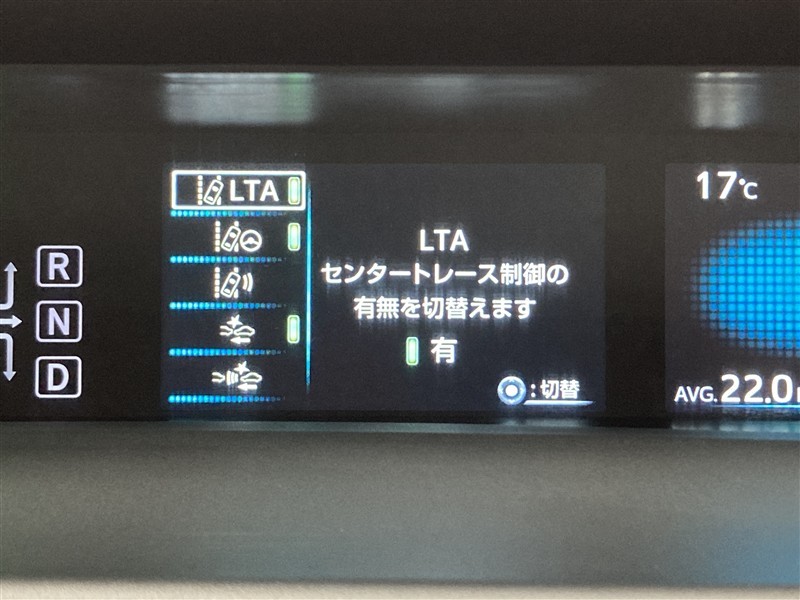 LTA
LTA
センタートレース制御の
有無を切替えます
有
:切替
R
N
D
17℃
AVG.22.0